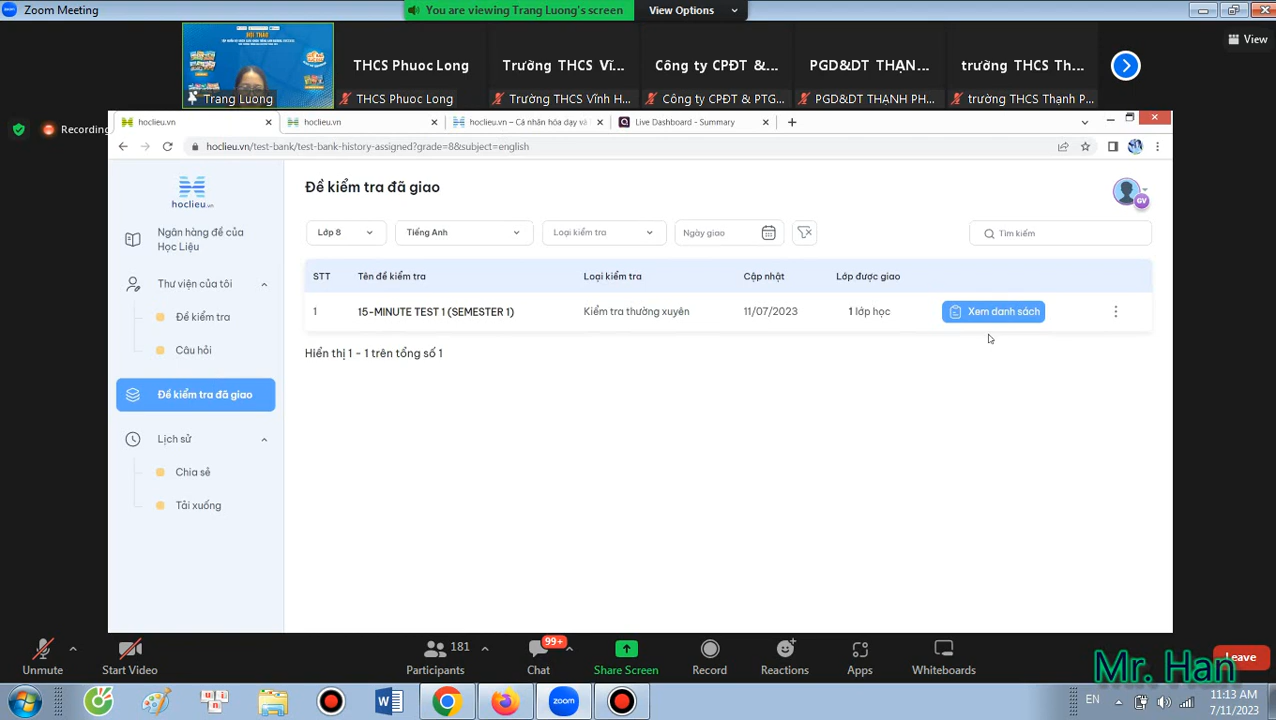 Zoom Meeting
You are viewing Trang Luong's screen
View Options
View
HỘI THẢO
Trang Luong
THCS Phuoc Long
THCS Phuoc Long
Trường THCS Vĩ...
Trường THCS Vĩnh H...
Công ty CPĐT &...
Công ty CPĐT & PTG...
PGD&DT THẠN...
PGD&DT THẠNH PH...
trường THCS Th...
trường THCS Thạnh P...
Recording
hoclieu.vn
hoclieu.vn
hoclieu.vn – Cá nhân hóa dạy và
Live Dashboard - Summary
hoclieu.vn/test-bank/test-bank-history-assigned?grade=8&subject=english
hoclieu.vn
Ngân hàng đề của
Học Liệu
Thư viện của tôi
Đề kiểm tra
Câu hỏi
Đề kiểm tra đã giao
Lịch sử
Chia sẻ
Tải xuống
Đề kiểm tra đã giao
GV
Lớp 8
Tiếng Anh
Loại kiểm tra
Ngày giao
Tìm kiếm
STT
Tên đề kiểm tra
Loại kiểm tra
Cập nhật
Lớp được giao
1
15-MINUTE TEST 1 (SEMESTER 1)
Kiểm tra thường xuyên
11/07/2023
1 lớp học
Xem danh sách
Hiển thị 1 - 1 trên tổng số 1
Unmute
Start Video
181
Participants
99+
Chat
Share Screen
Record
Reactions
Apps
Whiteboards
Leave
Mr. Han
EN
11:13 AM
7/11/2023